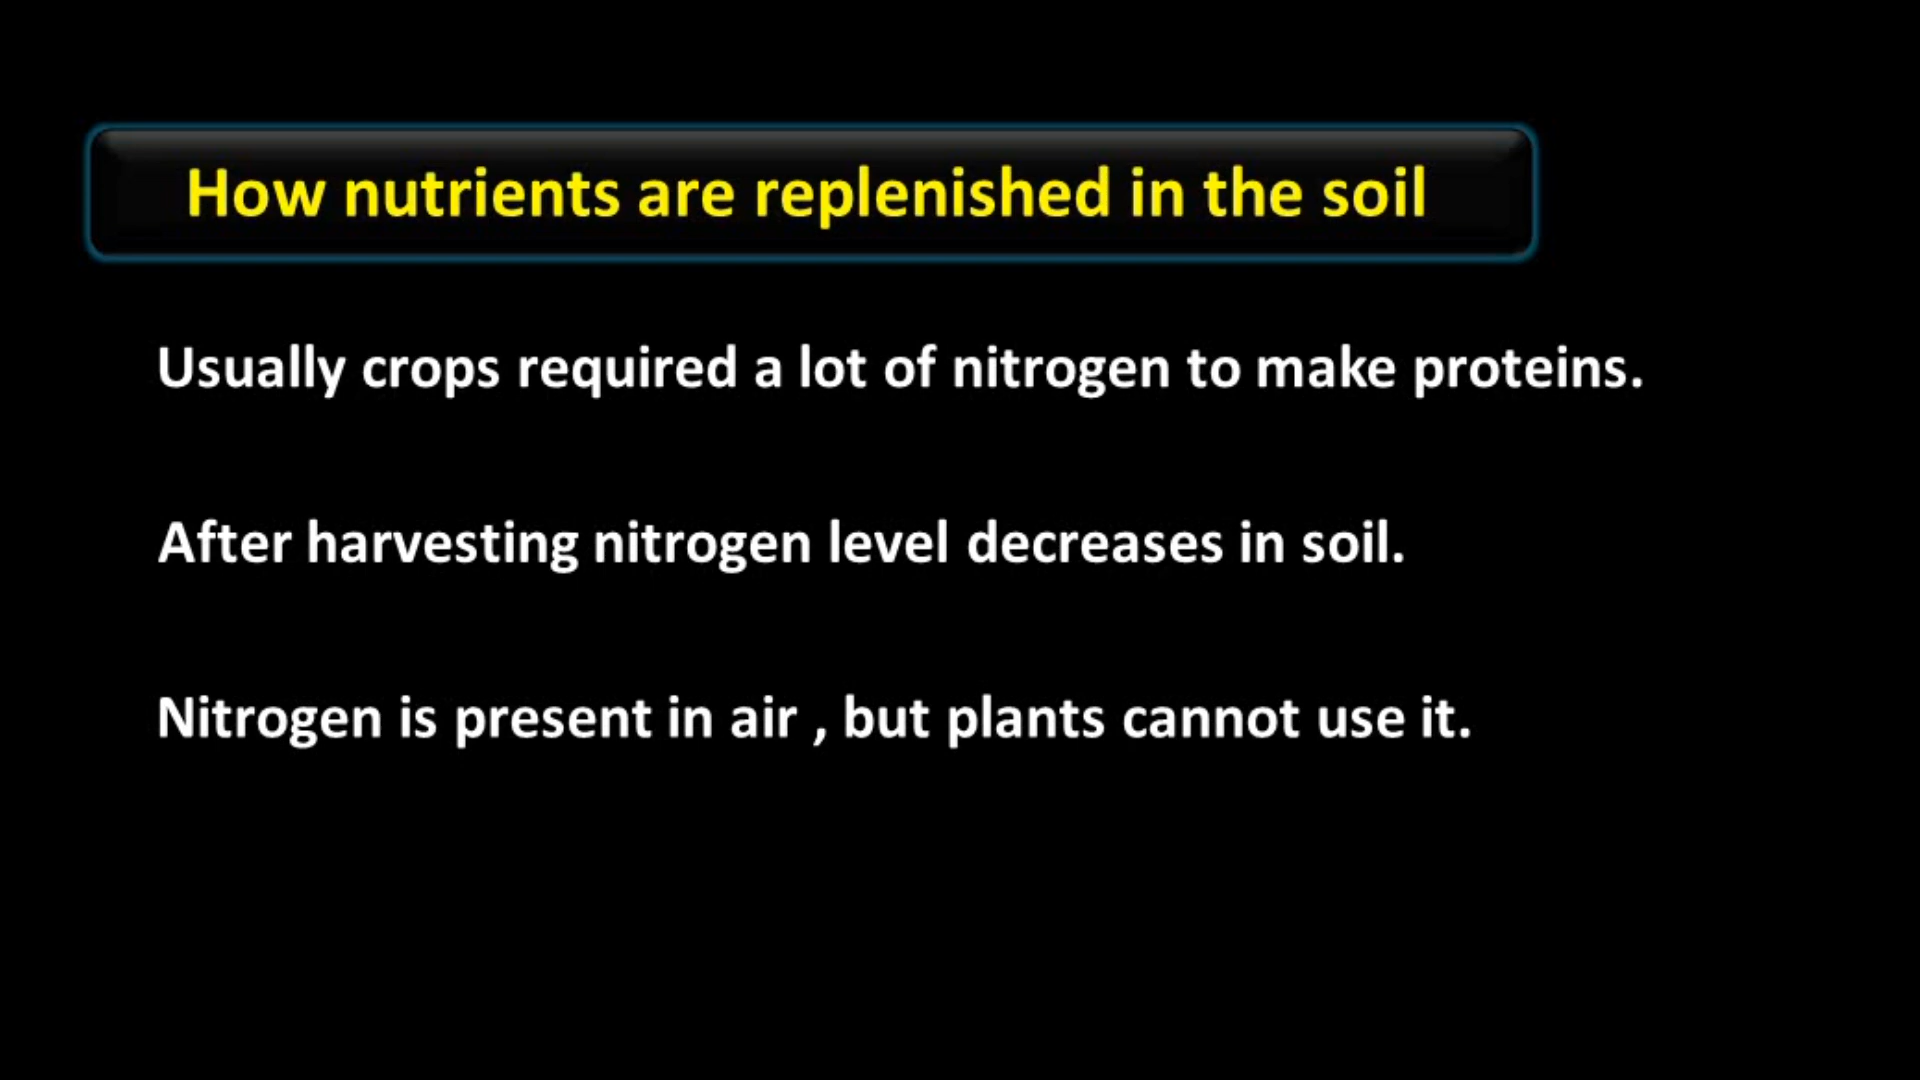 How nutrients are replenished in the soil
Usually crops required a lot of nitrogen to make proteins.
After harvesting nitrogen level decreases in soil.
Nitrogen is present in air , but plants cannot use it.